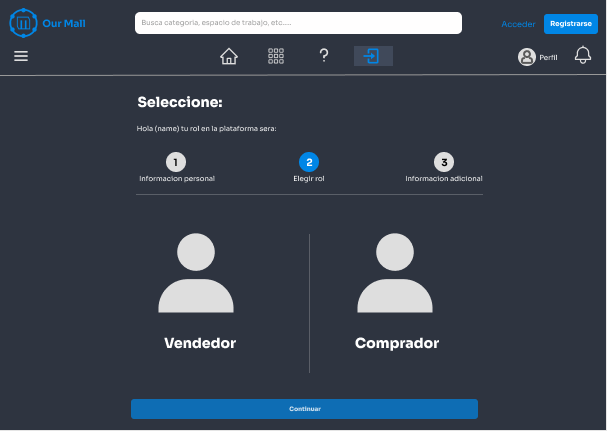 Our Mall
Busca categoria, espacio de trabajo, etc....
Acceder
Registrarse
?
Perfil
Seleccione:
Hola (name) tu rol en la plataforma sera:
1
2
3
Informacion personal
Elegir rol
Informacion adicional
Vendedor
Comprador
Continuar